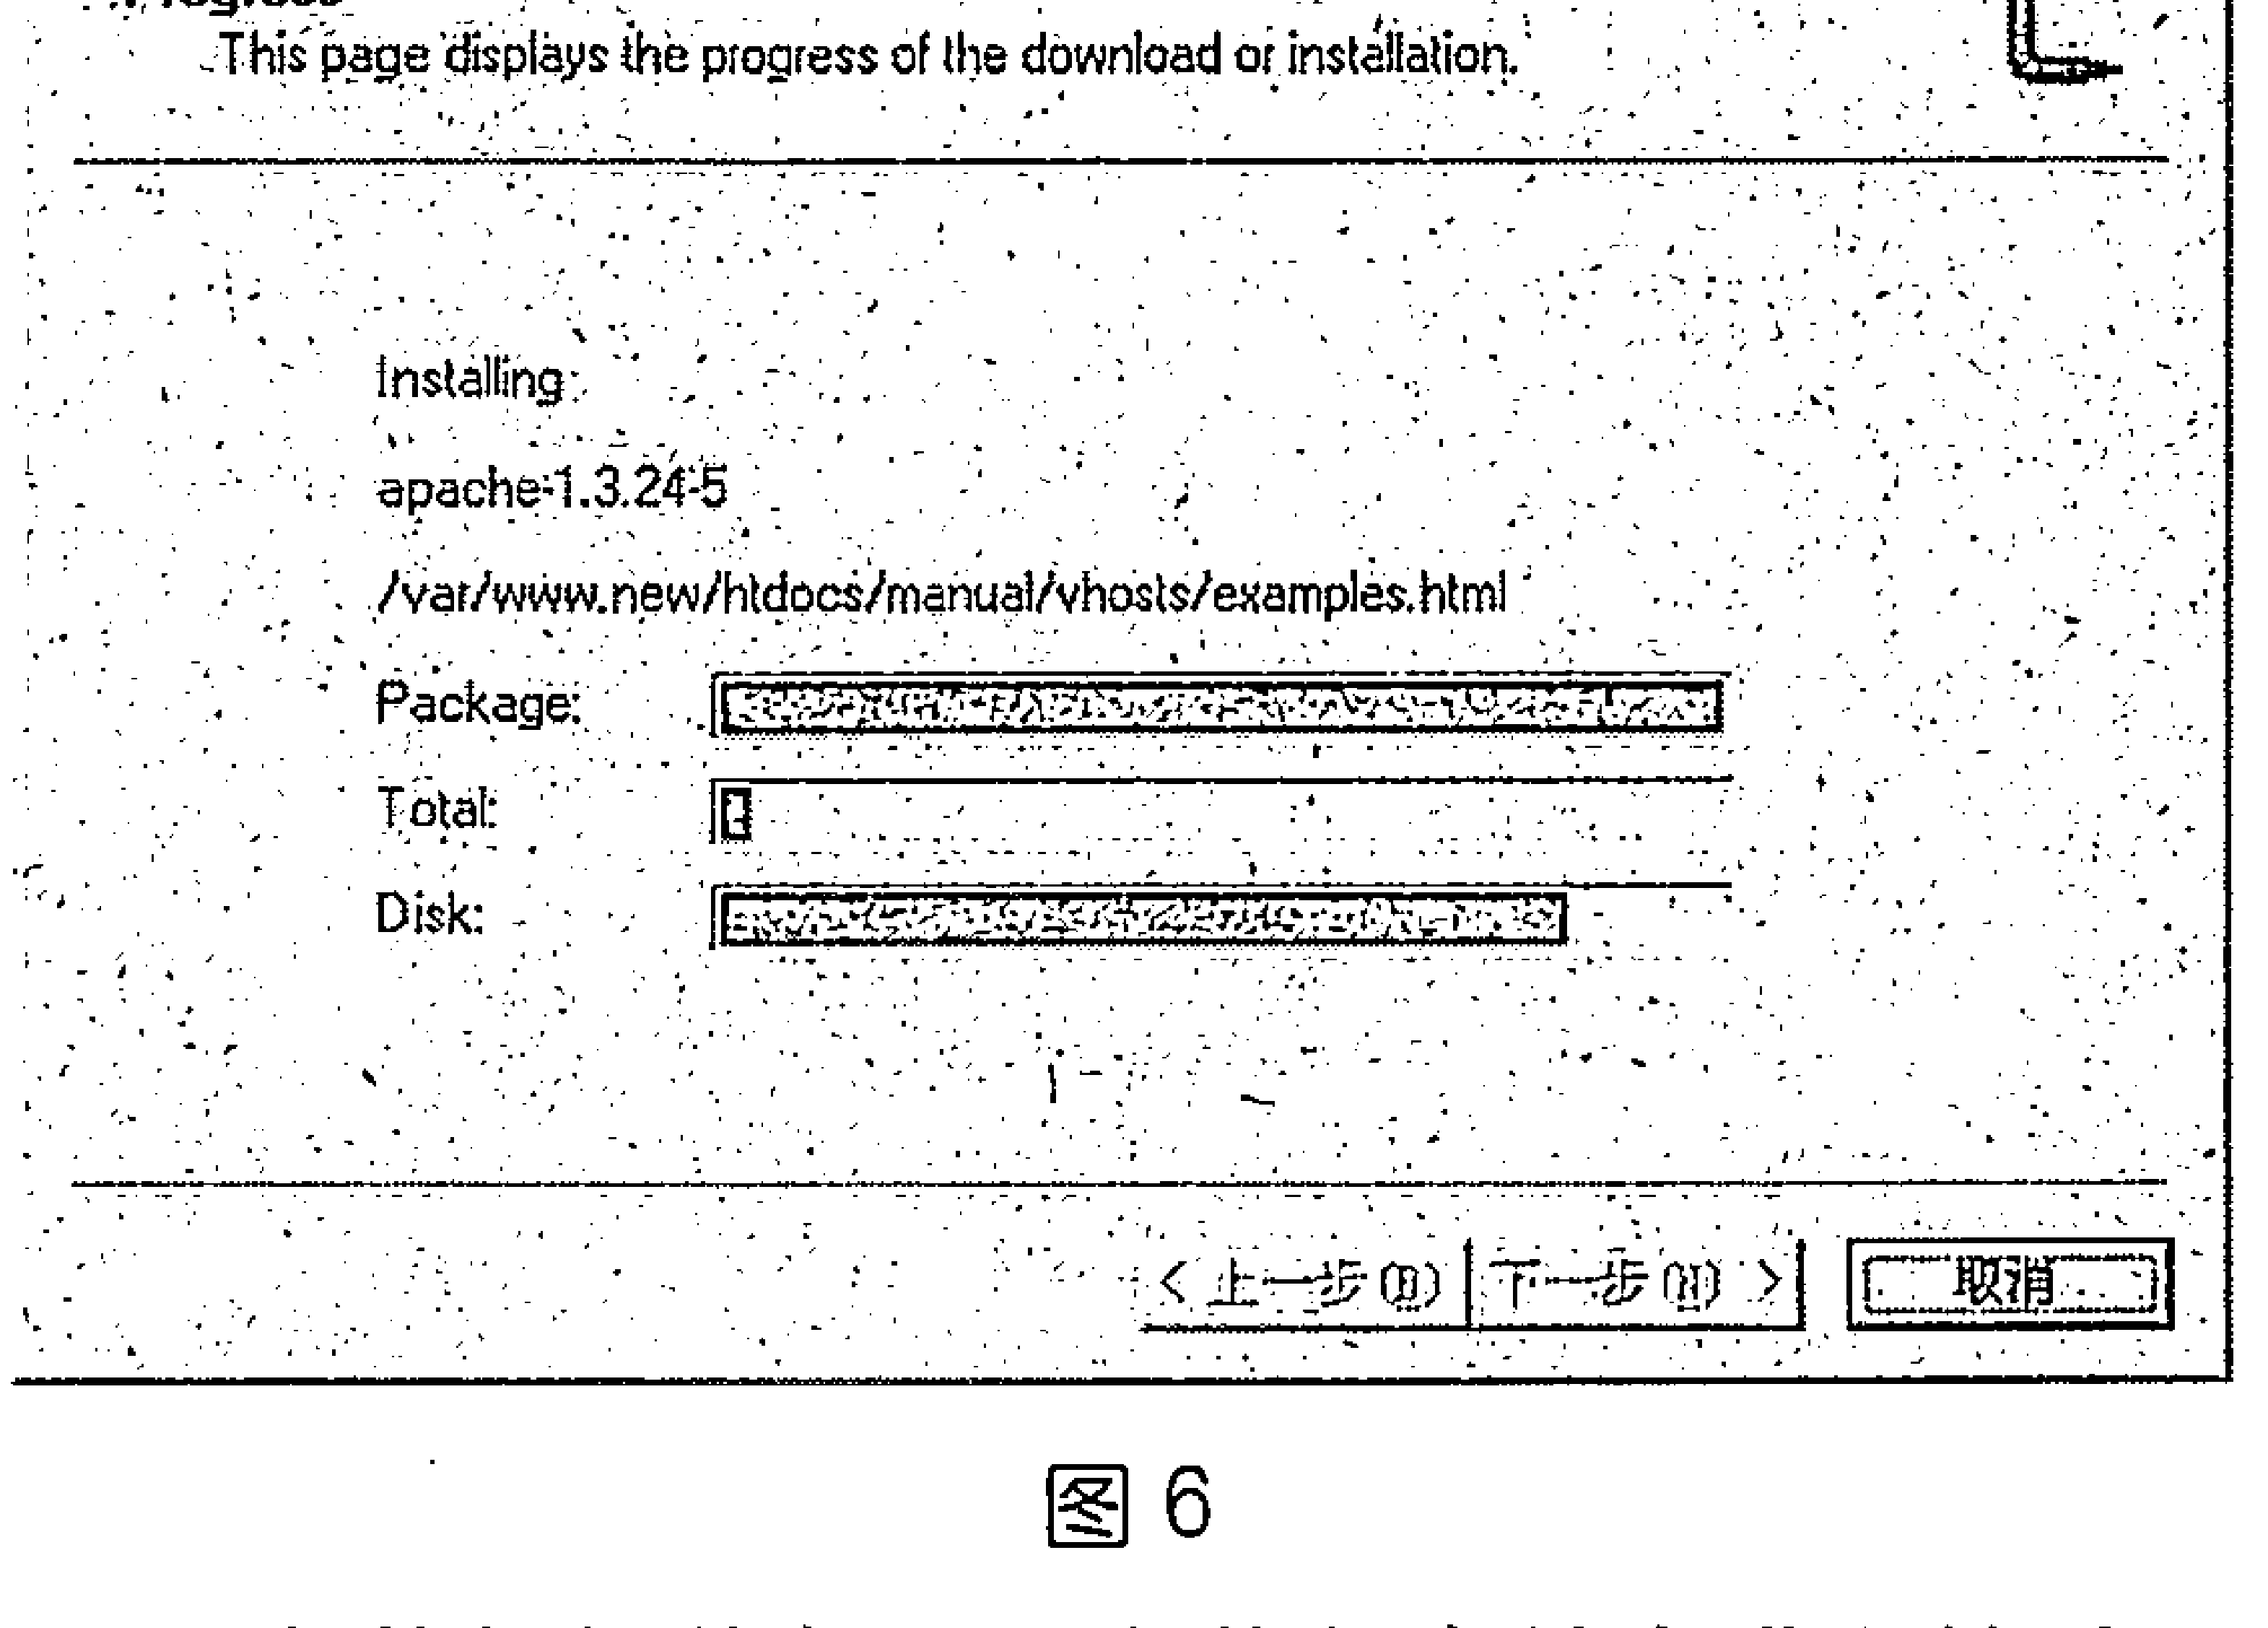 This page displays the progress of the download or installation.
Installing
apache-1.3.24-5
/var/www.new/htdocs/manual/vhosts/examples.html
Package:
Total:
Disk:
< 上一步(B) 下一步(N) > 取消
图 6